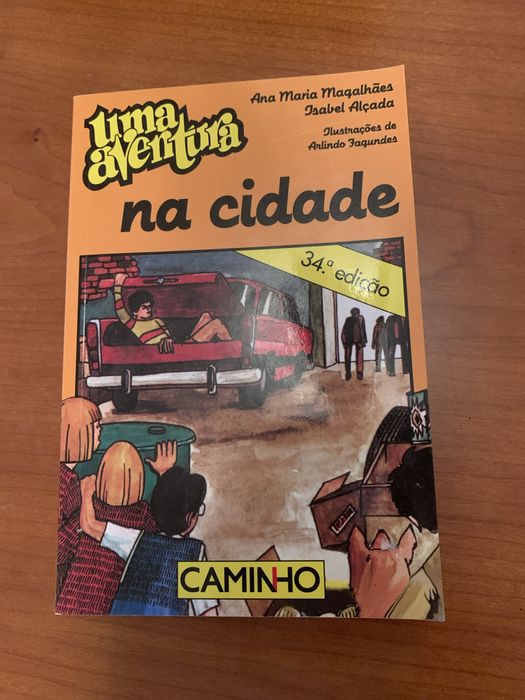 uma
aventura
Ana Maria Magalhães
Isabel Alçada
Ilustrações de
Arlindo Fagundes
na cidade
34.ª edição
CAMINHO